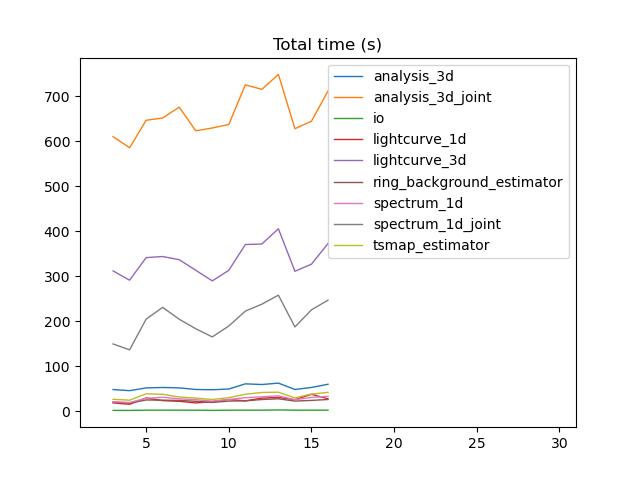 Total time (s)
analysis_3d
analysis_3d_joint
io
lightcurve_1d
lightcurve_3d
ring_background_estimator
spectrum_1d
spectrum_1d_joint
tsmap_estimator
700
600
500
400
300
200
100
0
5 10 15 20 25 30